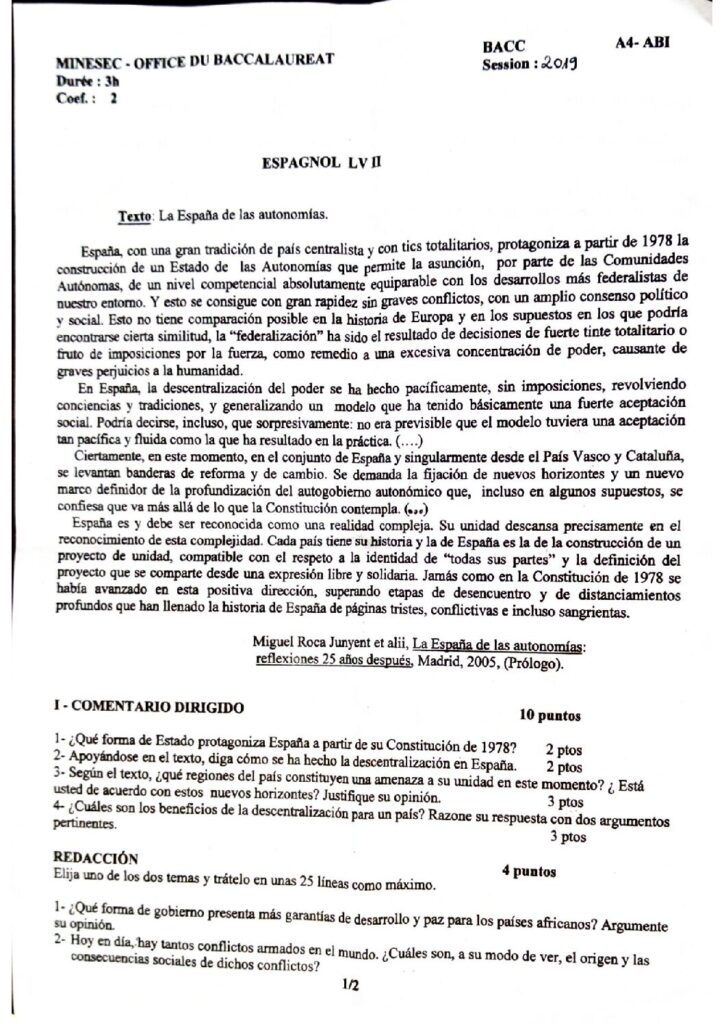 MINESEC - OFFICE DU BACCALAUREAT
Durée : 3h
Coef. : 2
BACC A4- ABI
Session : 2019
ESPAGNOL LV II
Texto: La España de las autonomías.
España, con una gran tradición de país centralista y con tics totalitarios, protagoniza a partir de 1978 la
construcción de un Estado de las Autonomías que permite la asunción, por parte de las Comunidades
Autónomas, de un nivel competencial absolutamente equiparable con los desarrollos más federalistas de
nuestro entorno. Y esto se consigue con gran rapidez sin graves conflictos, con un amplio consenso político
y social. Esto no tiene comparación posible en la historia de Europa y en los supuestos en los que podría
encontrarse cierta similitud, la “federalización” ha sido el resultado de decisiones de fuerte tinte totalitario o
fruto de imposiciones por la fuerza, como remedio a una excesiva concentración de poder, causante de
graves perjuicios a la humanidad.
En España, la descentralización del poder se ha hecho pacíficamente, sin imposiciones, revolviendo
conciencias y tradiciones, y generalizando un modelo que ha tenido básicamente una fuerte aceptación
social. Podría decirse, incluso, que sorpresivamente: no era previsible que el modelo tuviera una aceptación
tan pacífica y fluida como la que ha resultado en la práctica. (....)
Ciertamente, en este momento, en el conjunto de España y singularmente desde el País Vasco y Cataluña,
se levantan banderas de reforma y de cambio. Se demanda la fijación de nuevos horizontes y un nuevo
marco definidor de la profundización del autogobierno autonómico que, incluso en algunos supuestos, se
confiesa que va más allá de lo que la Constitución contempla. (...)
España es y debe ser reconocida como una realidad compleja. Su unidad descansa precisamente en el
reconocimiento de esta complejidad. Cada país tiene su historia y la de España es la de la construcción de un
proyecto de unidad, compatible con el respeto a la identidad de “todas sus partes” y la definición del
proyecto que se comparte desde una expresión libre y solidaria. Jamás como en la Constitución de 1978 se
había avanzado en esta positiva dirección, superando etapas de desencuentro y de distanciamientos
profundos que han llenado la historia de España de páginas tristes, conflictivas e incluso sangrientas.
Miguel Roca Junyent et alii, La España de las autonomías:
reflexiones 25 años después, Madrid, 2005, (Prólogo).
I - COMENTARIO DIRIGIDO 10 puntos
1- ¿Qué forma de Estado protagoniza España a partir de su Constitución de 1978? 2 ptos
2- Apoyándose en el texto, diga cómo se ha hecho la descentralización en España. 2 ptos
3- Según el texto, ¿qué regiones del país constituyen una amenaza a su unidad en este momento? ¿ Está
usted de acuerdo con estos nuevos horizontes? Justifique su opinión. 3 ptos
4- ¿Cuáles son los beneficios de la descentralización para un país? Razone su respuesta con dos argumentos
pertinentes. 3 ptos
REDACCIÓN 4 puntos
Elija uno de los dos temas y trátelo en unas 25 líneas como máximo.
1- ¿Qué forma de gobierno presenta más garantías de desarrollo y paz para los países africanos? Argumente
su opinión.
2- Hoy en día, hay tantos conflictos armados en el mundo. ¿Cuáles son, a su modo de ver, el origen y las
consecuencias sociales de dichos conflictos?
1/2